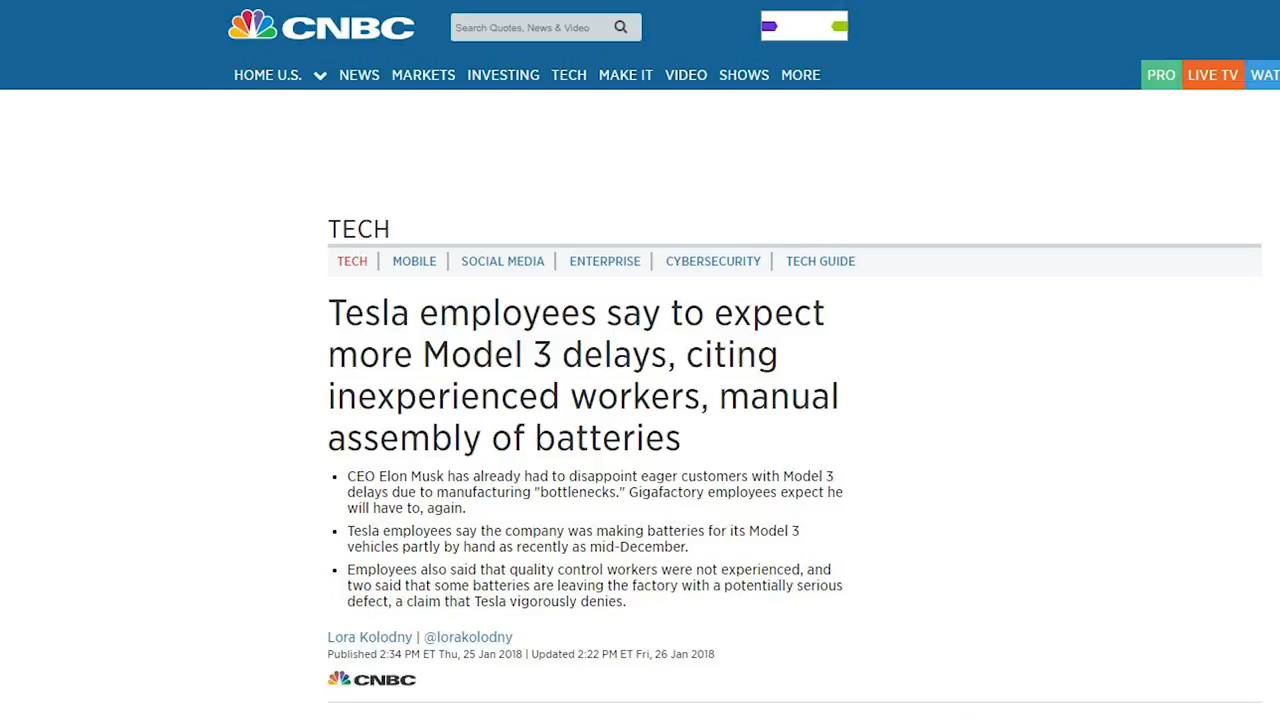 CNBC
Search Quotes, News & Video
HOME U.S. NEWS MARKETS INVESTING TECH MAKE IT VIDEO SHOWS MORE PRO LIVE TV WAT
TECH
TECH | MOBILE | SOCIAL MEDIA | ENTERPRISE | CYBERSECURITY | TECH GUIDE
Tesla employees say to expect
more Model 3 delays, citing
inexperienced workers, manual
assembly of batteries
• CEO Elon Musk has already had to disappoint eager customers with Model 3
delays due to manufacturing "bottlenecks." Gigafactory employees expect he
will have to, again.
• Tesla employees say the company was making batteries for its Model 3
vehicles partly by hand as recently as mid-December.
• Employees also said that quality control workers were not experienced, and
two said that some batteries are leaving the factory with a potentially serious
defect, a claim that Tesla vigorously denies.
Lora Kolodny | @lorakolodny
Published 2:34 PM ET Thu, 25 Jan 2018 | Updated 2:22 PM ET Fri, 26 Jan 2018
CNBC